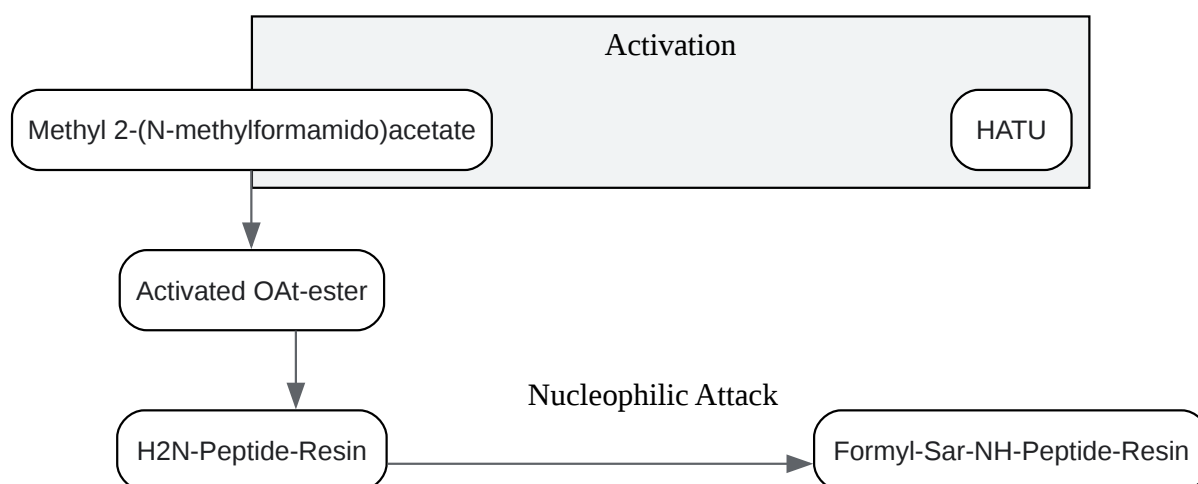 Activation
Methyl 2-(N-methylformamido)acetate
HATU
Activated OAt-ester
Nucleophilic Attack
H2N-Peptide-Resin
Formyl-Sar-NH-Peptide-Resin